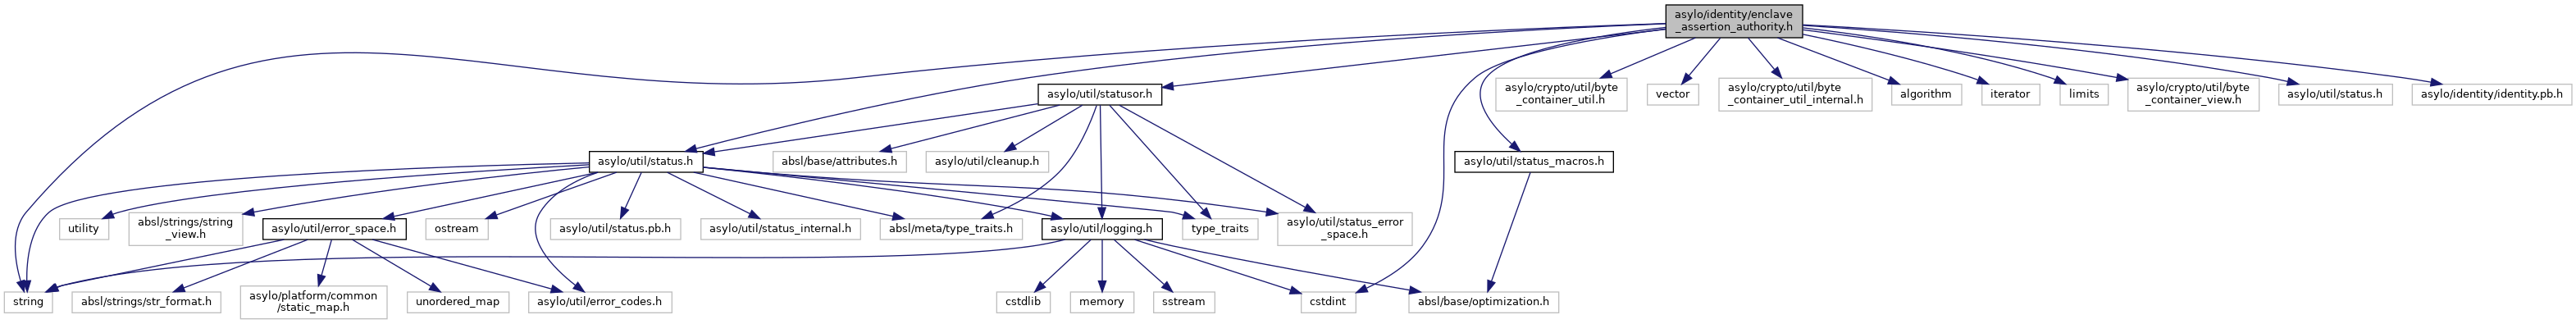 asylo/identity/enclave
_assertion_authority.h
asylo/util/statusor.h
asylo/crypto/util/byte
_container_util.h
vector
asylo/crypto/util/byte
_container_util_internal.h
algorithm
iterator
limits
asylo/crypto/util/byte
_container_view.h
asylo/util/status.h
asylo/identity/identity.pb.h
asylo/util/status.h
absl/base/attributes.h
asylo/util/cleanup.h
asylo/util/status_macros.h
utility
absl/strings/string
_view.h
asylo/util/error_space.h
ostream
asylo/util/status.pb.h
asylo/util/status_internal.h
absl/meta/type_traits.h
asylo/util/logging.h
type_traits
asylo/util/status_error
_space.h
string
absl/strings/str_format.h
asylo/platform/common
/static_map.h
unordered_map
asylo/util/error_codes.h
cstdlib
memory
sstream
cstdint
absl/base/optimization.h